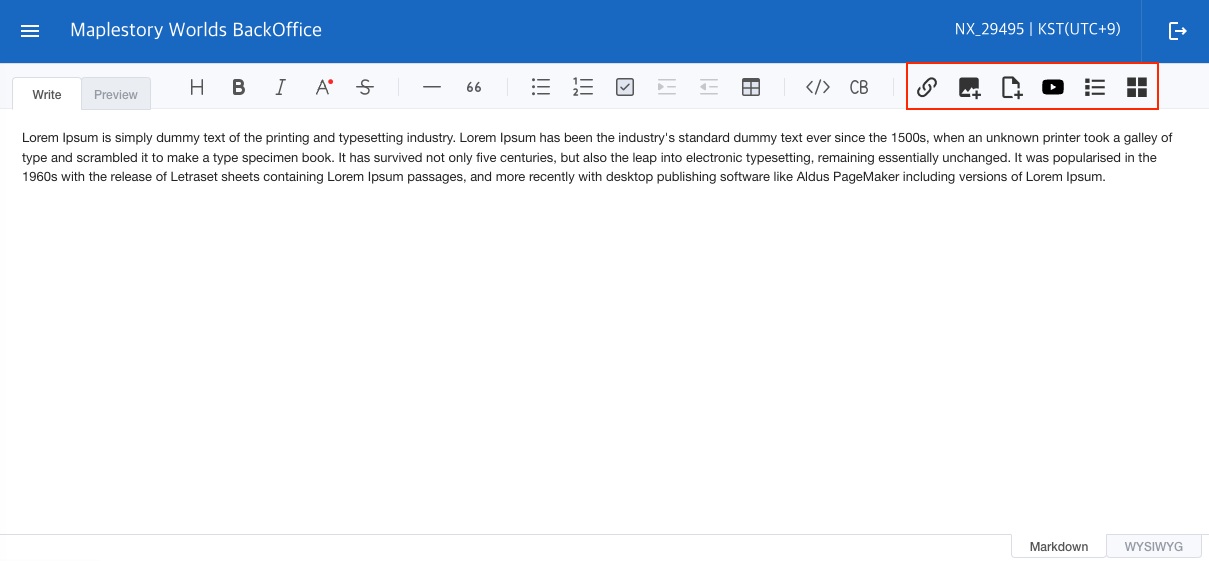 Maplestory Worlds BackOffice
NX_29495 | KST(UTC+9)
Write
Preview
H B I A S
66
1
2
</> CB
Lorem Ipsum is simply dummy text of the printing and typesetting industry. Lorem Ipsum has been the industry's standard dummy text ever since the 1500s, when an unknown printer took a galley of
type and scrambled it to make a type specimen book. It has survived not only five centuries, but also the leap into electronic typesetting, remaining essentially unchanged. It was popularised in the
1960s with the release of Letraset sheets containing Lorem Ipsum passages, and more recently with desktop publishing software like Aldus PageMaker including versions of Lorem Ipsum.
Markdown
WYSIWYG